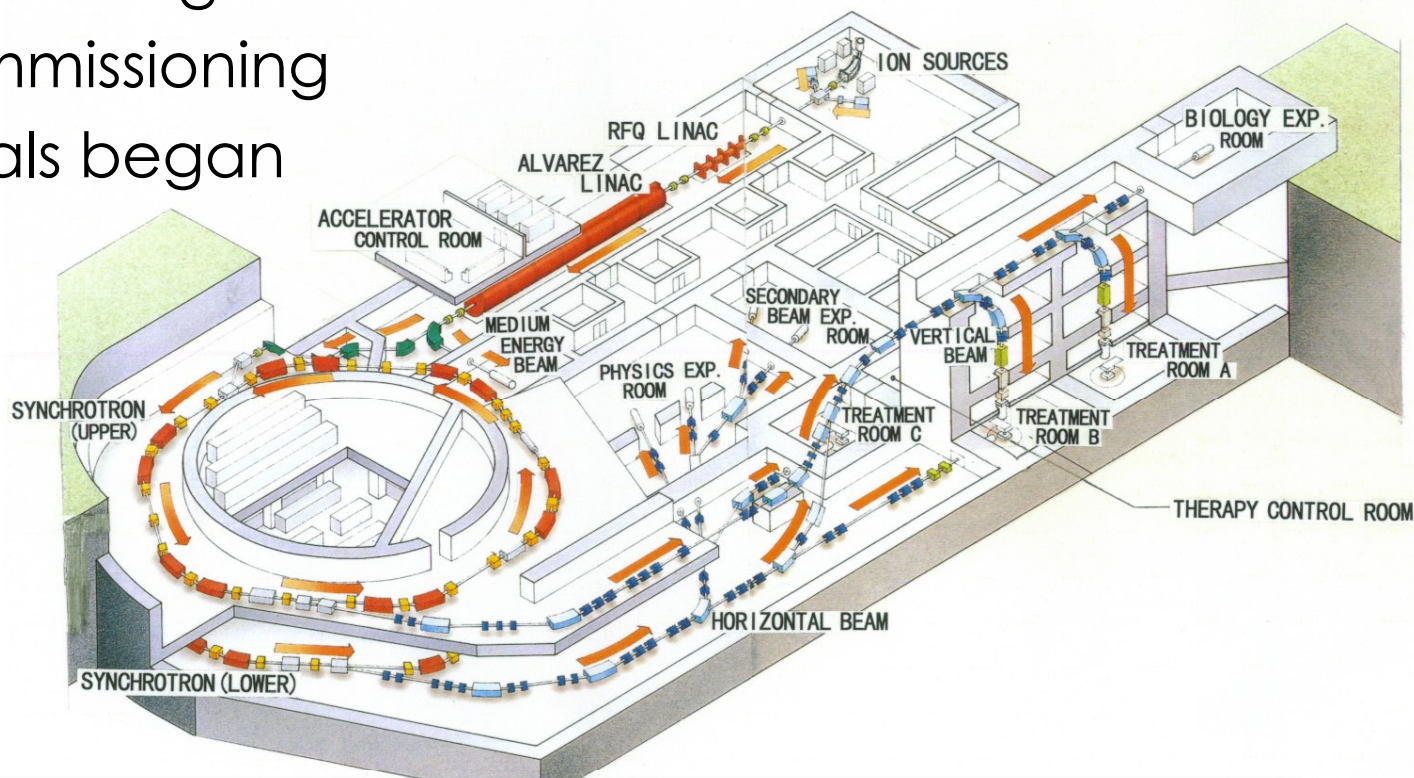 mmissioning
als began
ION SOURCES
RFQ LINAC
ALVAREZ
LINAC
BIOLOGY EXP.
ROOM
ACCELERATOR
CONTROL ROOM
MEDIUM
ENERGY
BEAM
SECONDARY
BEAM EXP.
ROOM
VERTICAL
BEAM
PHYSICS EXP.
ROOM
TREATMENT
ROOM A
SYNCHROTRON
(UPPER)
TREATMENT
ROOM C
TREATMENT
ROOM B
THERAPY CONTROL ROOM
HORIZONTAL BEAM
SYNCHROTRON (LOWER)